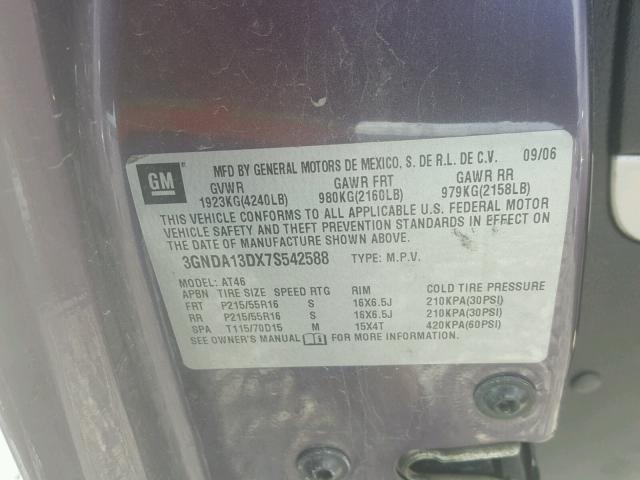 GM
MFD BY GENERAL MOTORS DE MEXICO, S. DE R.L. DE C.V. 09/06
GVWR GAWR FRT GAWR RR
1923KG(4240LB) 980KG(2160LB) 979KG(2158LB)
THIS VEHICLE CONFORMS TO ALL APPLICABLE U.S. FEDERAL MOTOR
VEHICLE SAFETY AND THEFT PREVENTION STANDARDS IN EFFECT ON
THE DATE OF MANUFACTURE SHOWN ABOVE.
3GNDA13DX7S542588 TYPE: M.P.V.
MODEL: AT46
APBN TIRE SIZE SPEED RTG RIM COLD TIRE PRESSURE
FRT P215/55R16 S 16X6.5J 210KPA(30PSI)
RR P215/55R16 S 16X6.5J 210KPA(30PSI)
SPA T115/70D15 M 15X4T 420KPA(60PSI)
SEE OWNER'S MANUAL FOR MORE INFORMATION.